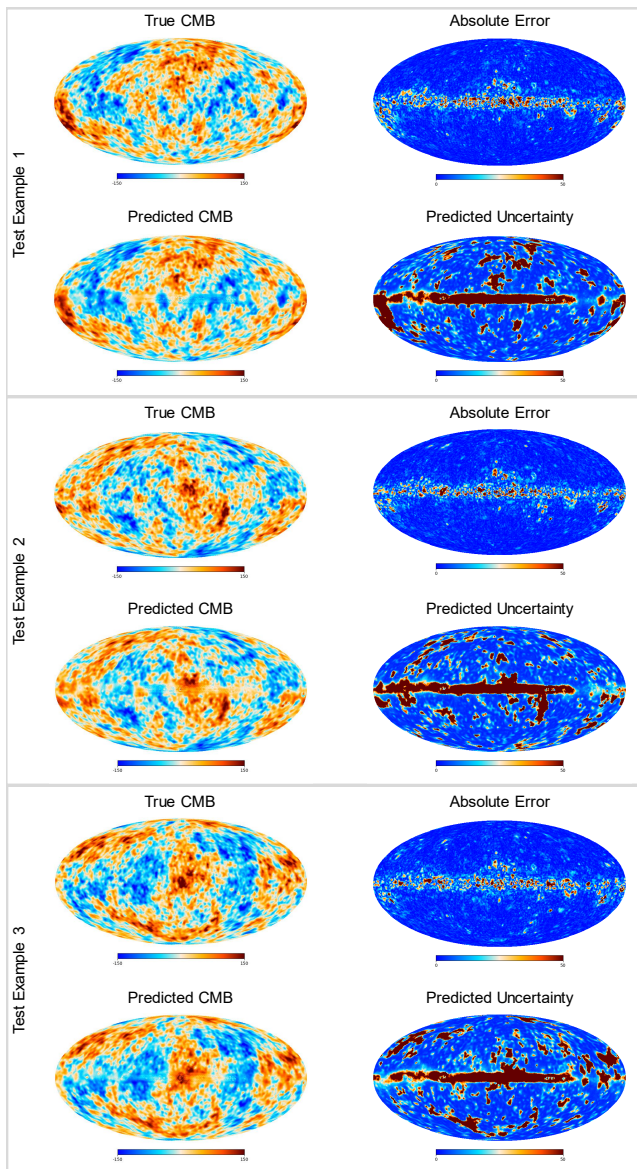 Test Example 1
True CMB
Absolute Error
-150 150
0 50
Predicted CMB
Predicted Uncertainty
-150 150
0 50
Test Example 2
True CMB
Absolute Error
-150 150
0 50
Predicted CMB
Predicted Uncertainty
-150 150
0 50
Test Example 3
True CMB
Absolute Error
-150 150
0 50
Predicted CMB
Predicted Uncertainty
-150 150
0 50